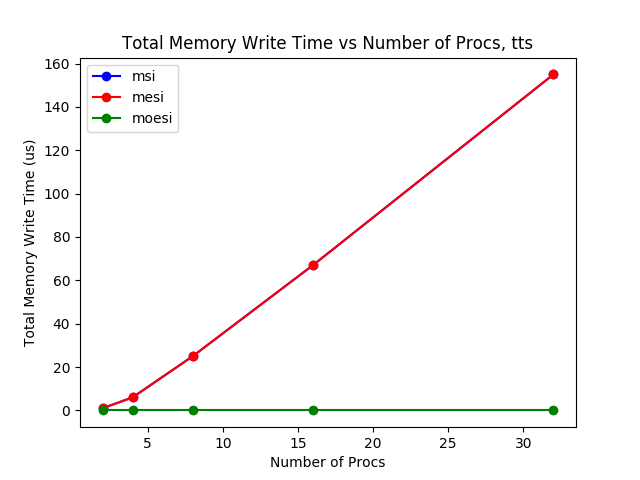 Total Memory Write Time vs Number of Procs, tts
msi
mesi
moesi
Total Memory Write Time (us)
160
140
120
100
80
60
40
20
0
5
10
15
20
25
30
Number of Procs